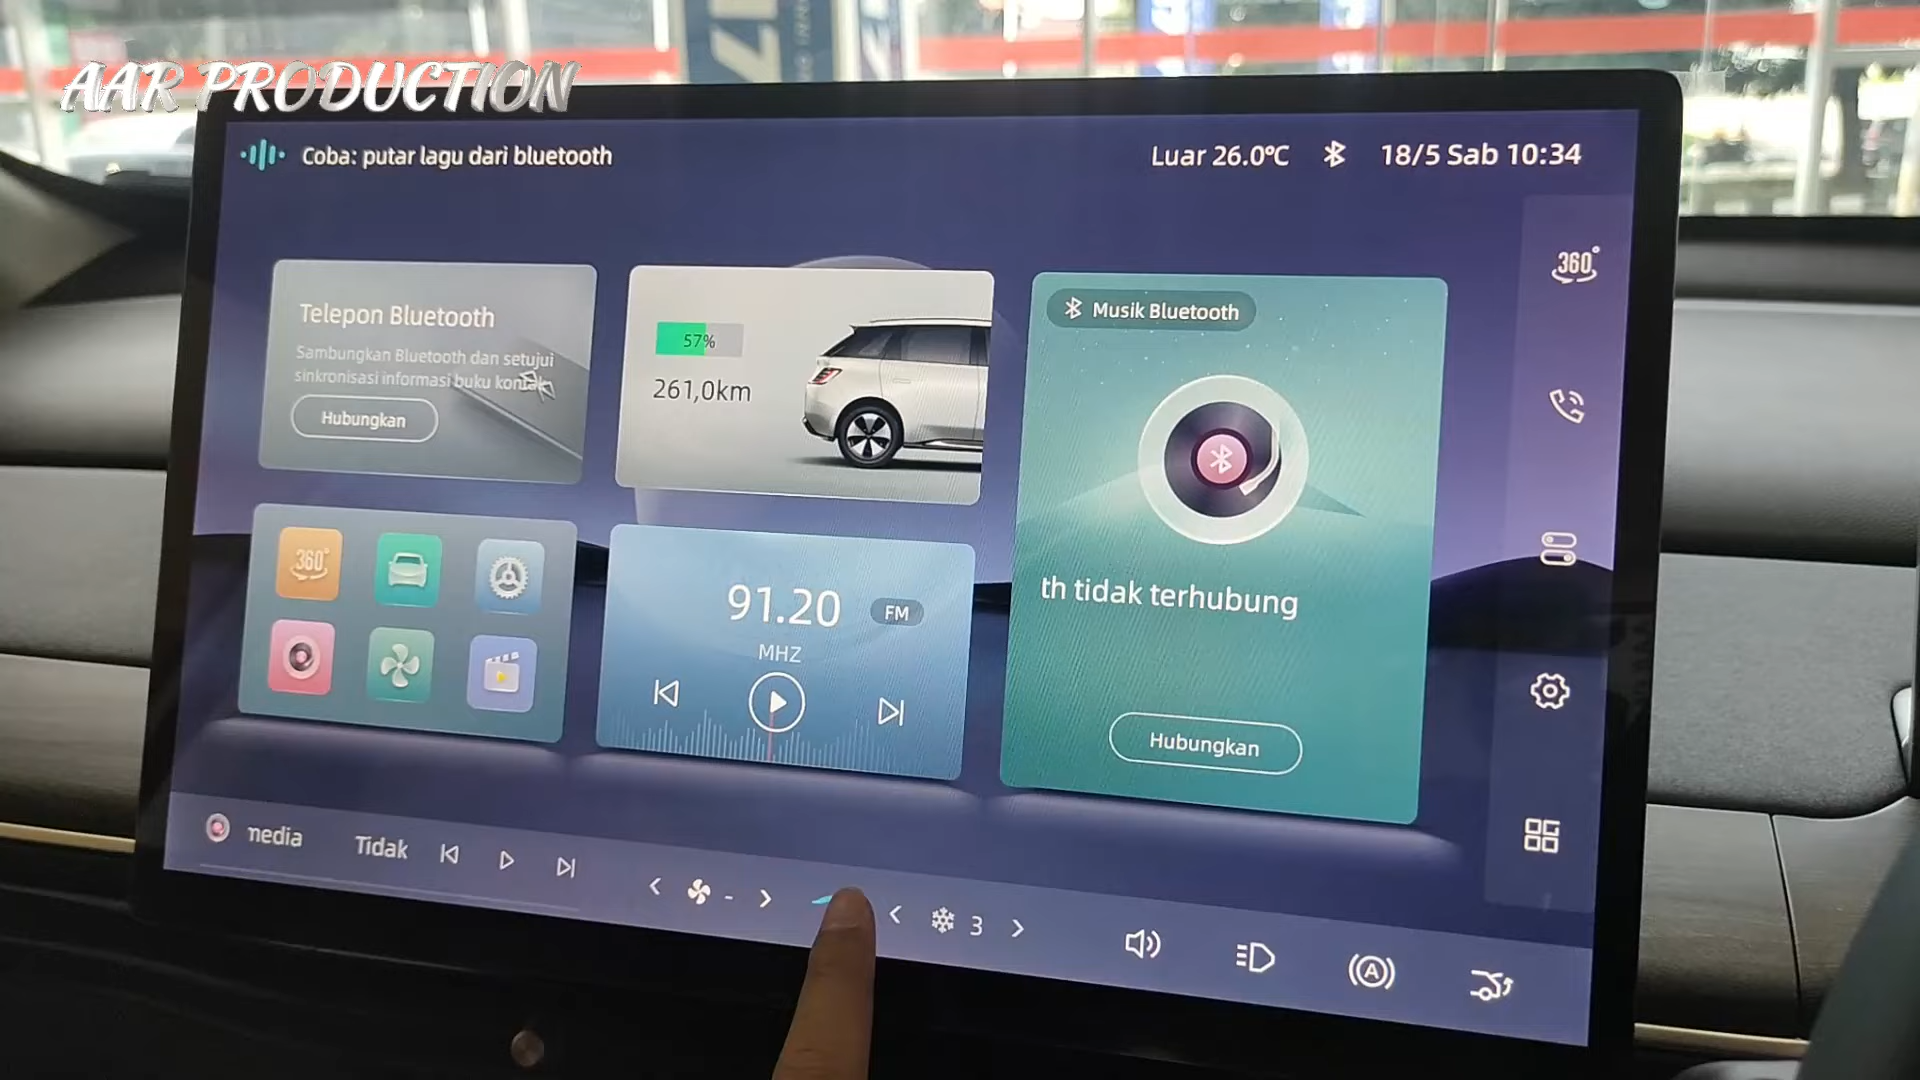 AAR PRODUCTION
Coba: putar lagu dari bluetooth
Luar 26.0°C
18/5 Sab 10:34
Telepon Bluetooth
Sambungkan Bluetooth dan setujui
sinkronisasi informasi buku kontak
Hubungkan
57%
261,0km
Musik Bluetooth
th tidak terhubung
Hubungkan
360°
360°
91.20 FM
MHZ
media
Tidak
-
3
A